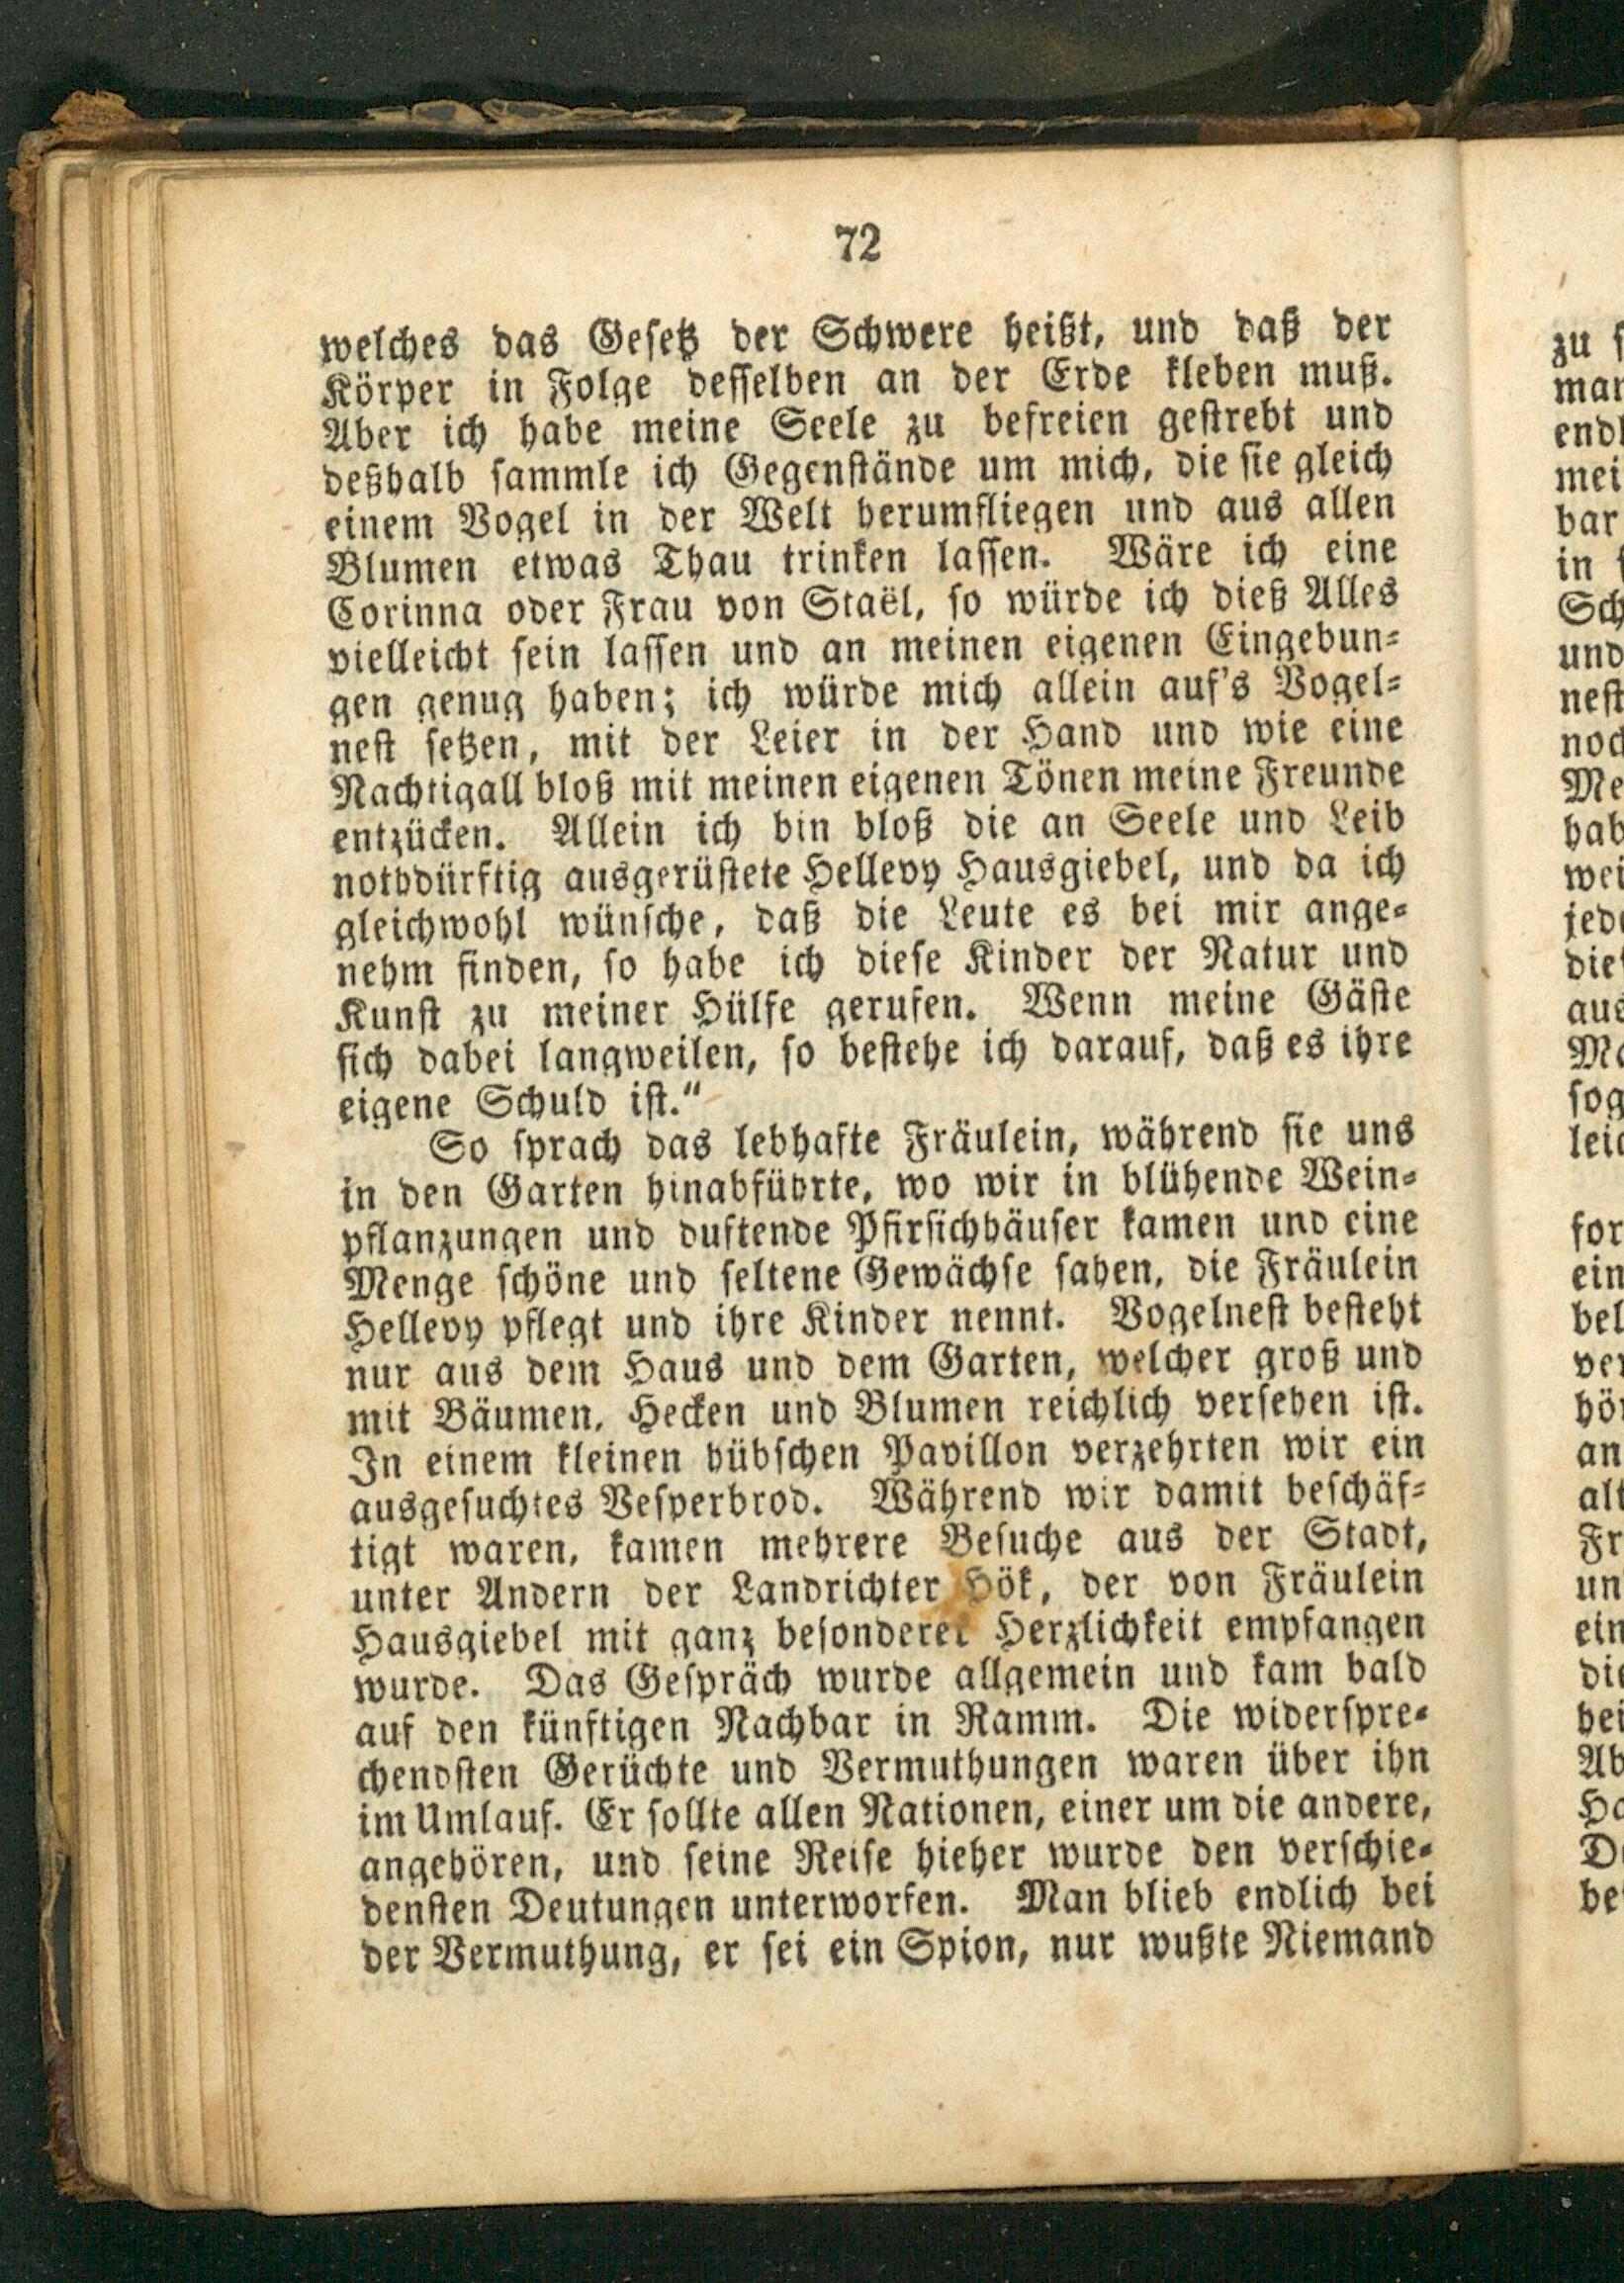 72
welches das Gesetz der Schwere heißt, und daß der
Körper in Folge desselben an der Erde kleben muß.
Aber ich habe meine Seele zu befreien gestrebt und
deßhalb sammle ich Gegenstände um mich, die sie gleich
einem Vogel in der Welt herumfliegen und aus allen
Blumen etwas Thau trinken lassen. Wäre ich eine
Corinna oder Frau von Staël, so würde ich dieß Alles
vielleicht sein lassen und an meinen eigenen Eingebun-
gen genug haben; ich würde mich allein auf's Vogel-
nest setzen, mit der Leier in der Hand und wie eine
Nachtigall bloß mit meinen eigenen Tönen meine Freunde
entzücken. Allein ich bin bloß die an Seele und Leib
nothdürftig ausgerüstete Hellevy Hausgiebel, und da ich
gleichwohl wünsche, daß die Leute es bei mir ange-
nehm finden, so habe ich diese Kinder der Natur und
Kunst zu meiner Hülfe gerufen. Wenn meine Gäste
sich dabei langweilen, so bestehe ich darauf, daß es ihre
eigene Schuld ist.“
So sprach das lebhafte Fräulein, während sie uns
in den Garten hinabführte, wo wir in blühende Wein-
pflanzungen und duftende Pfirsichhäuser kamen und eine
Menge schöne und seltene Gewächse sahen, die Fräulein
Hellevy pflegt und ihre Kinder nennt. Vogelnest besteht
nur aus dem Haus und dem Garten, welcher groß und
mit Bäumen, Hecken und Blumen reichlich versehen ist.
In einem kleinen hübschen Pavillon verzehrten wir ein
ausgesuchtes Vesperbrod. Während wir damit beschäf-
tigt waren, kamen mehrere Besuche aus der Stadt,
unter Andern der Landrichter Hök, der von Fräulein
Hausgiebel mit ganz besonderer Herzlichkeit empfangen
wurde. Das Gespräch wurde allgemein und kam bald
auf den künftigen Nachbar in Ramm. Die widerspre-
chendsten Gerüchte und Vermuthungen waren über ihn
im Umlauf. Er sollte allen Nationen, einer um die andere,
angehören, und seine Reise hieher wurde den verschie-
densten Deutungen unterworfen. Man blieb endlich bei
der Vermuthung, er sei ein Spion, nur wußte Niemand